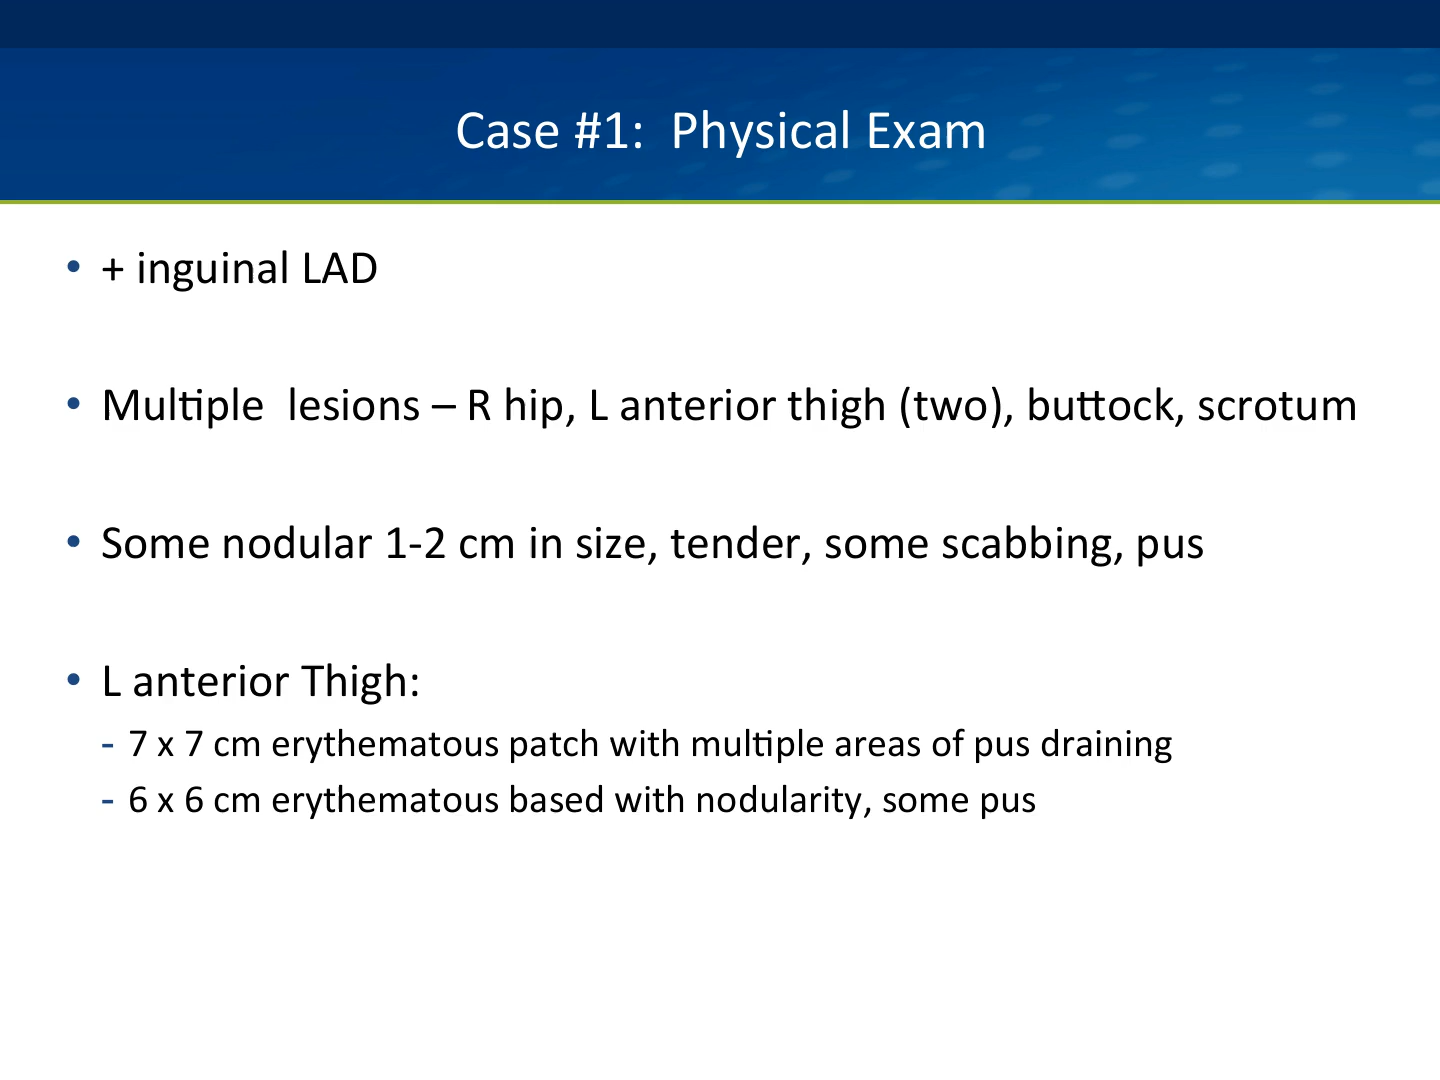 Case #1:  Physical Exam
• + inguinal LAD
• Multiple  lesions – R hip, L anterior thigh (two), buttock, scrotum
• Some nodular 1-2 cm in size, tender, some scabbing, pus
• L anterior Thigh:
- 7 x 7 cm erythematous patch with multiple areas of pus draining
- 6 x 6 cm erythematous based with nodularity, some pus